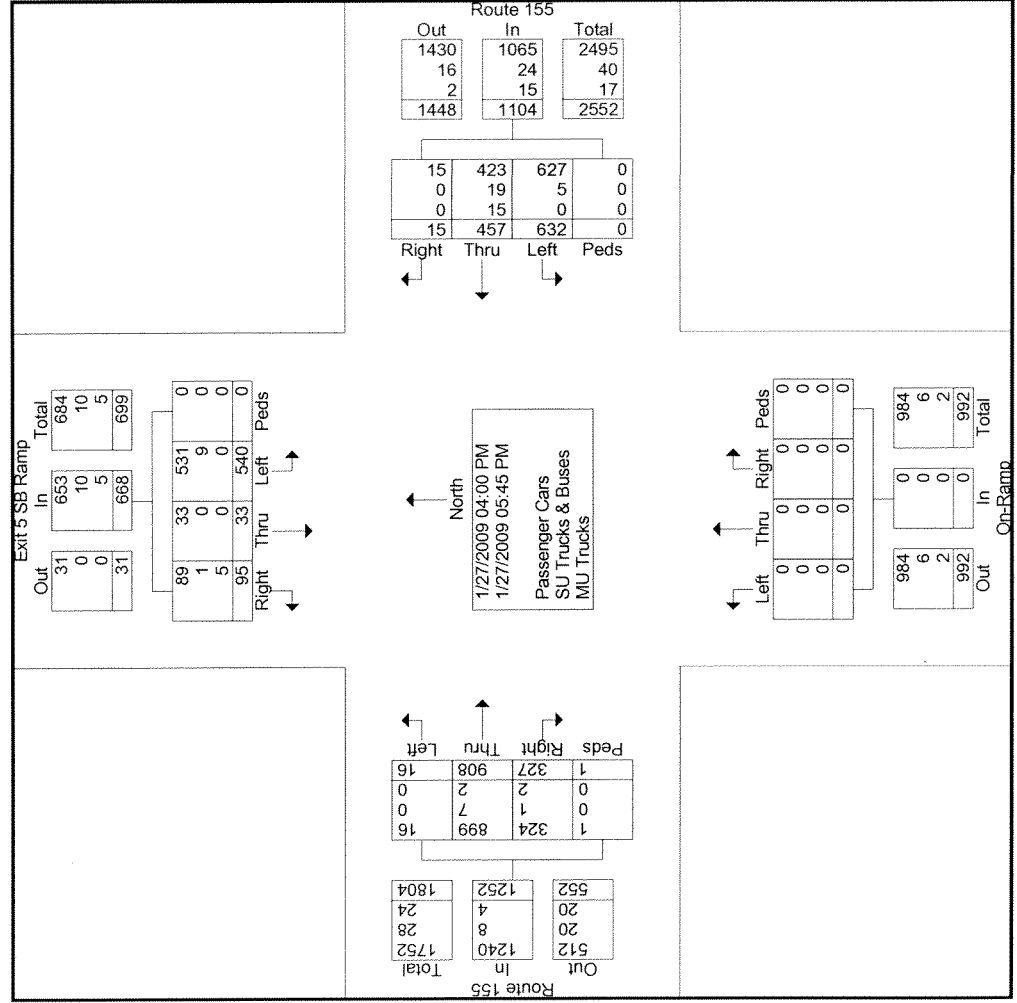 Route 155
Out In Total
1430 1065 2495
16 24 40
2 15 17
1448 1104 2552
15 423 627 0
0 19 5 0
0 15 0 0
15 457 632 0
Right Thru Left Peds
Exit 5 SB Ramp
Out In Total
31 653 684
0 10 10
0 5 5
31 668 699
89 33 531 0
1 0 9 0
5 0 0 0
95 33 540 0
Right Thru Left Peds
North
1/27/2009 04:00 PM
1/27/2009 05:45 PM
Passenger Cars
SU Trucks & Buses
MU Trucks
Left Thru Right Peds
0 0 0 0
0 0 0 0
0 0 0 0
0 0 0 0
984 0 984
6 0 6
2 0 2
992 0 992
Out In Total
On-Ramp
Left Thru Right Peds
16 908 327 1
0 2 2 0
0 7 1 0
16 899 324 1
1804 1252 552
24 4 20
28 8 20
1752 1240 512
Total In Out
Route 155